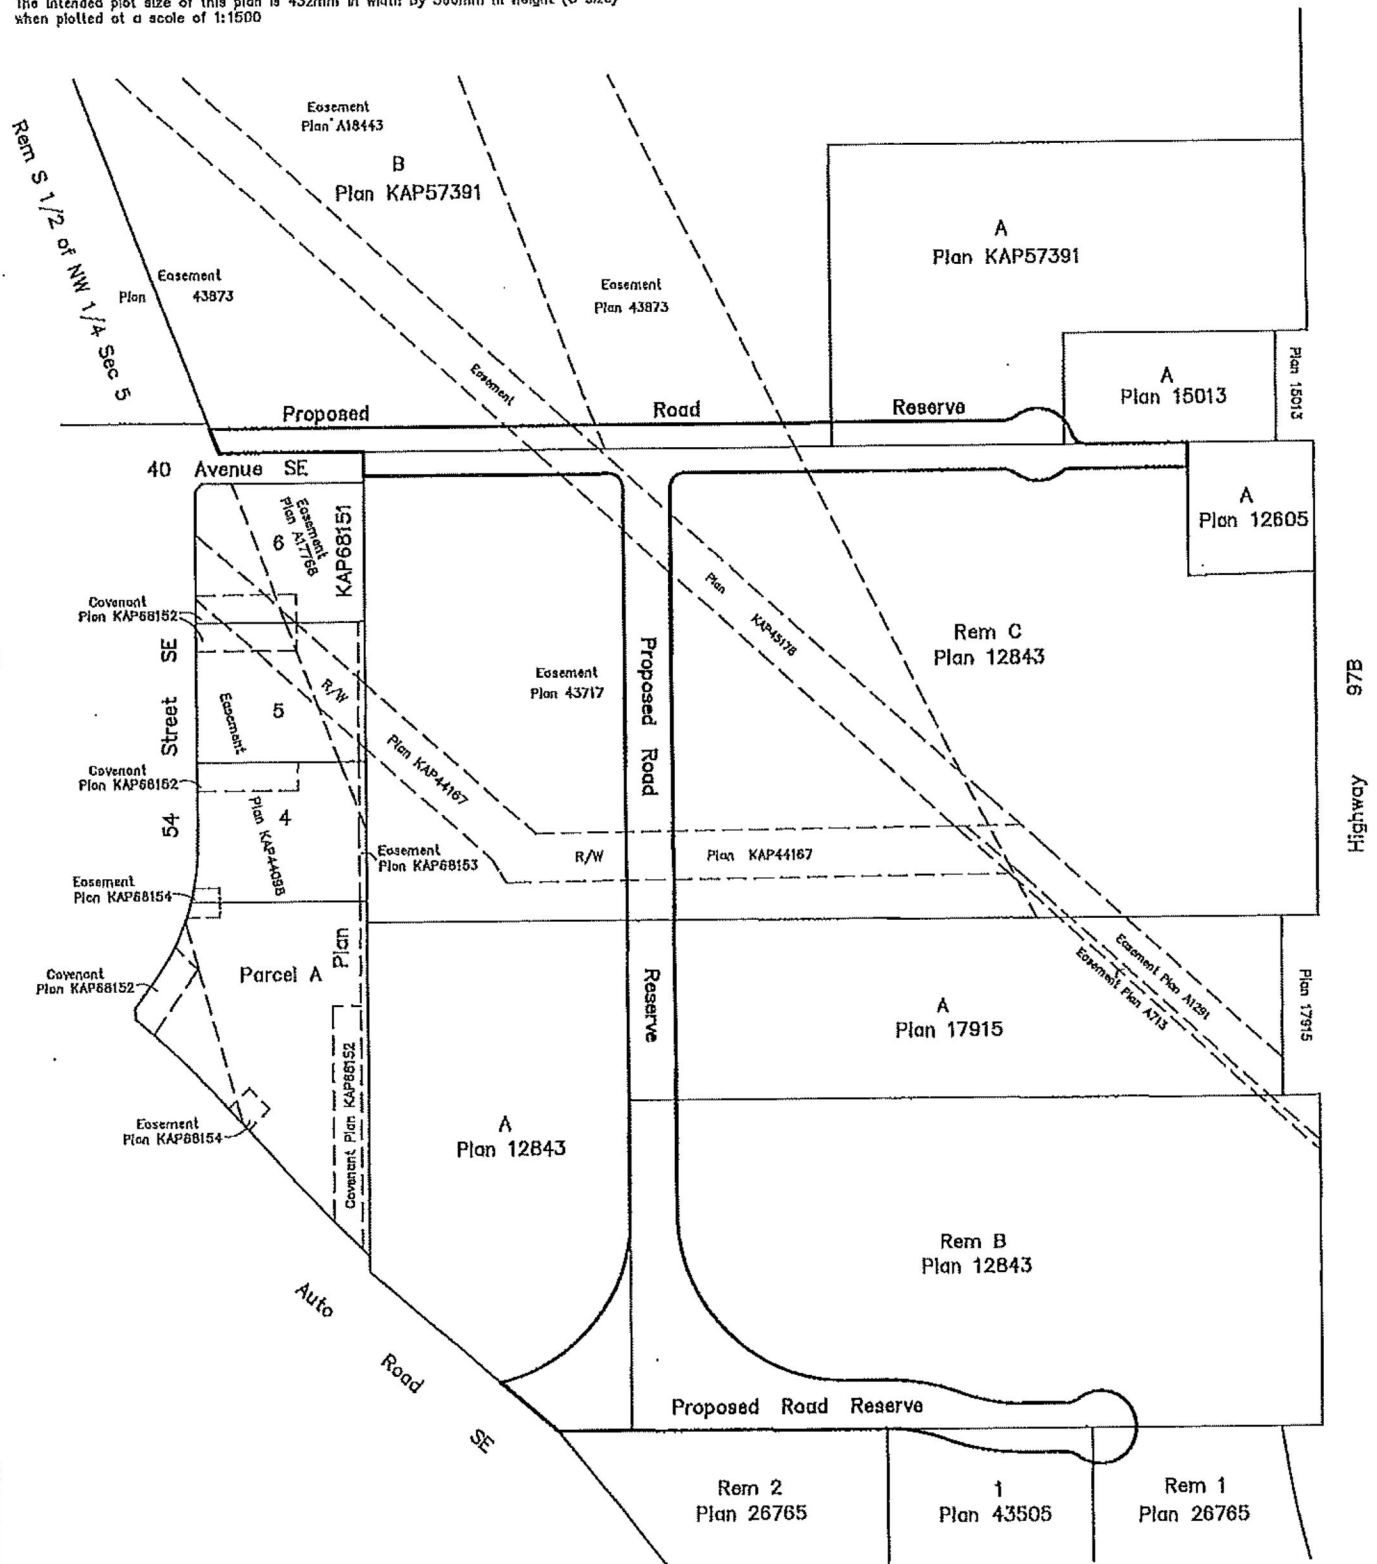 The intended plot size of this plan is 432mm in width by 560mm in height (C size)
when plotted at a scale of 1:1500
Easement
Plan A18443
B
Plan KAP57391
Rem S 1/2 of NW 1/4 Sec 5
A
Plan KAP57391
Easement
Plan 43873
Easement
Plan 43873
Easement
A
Plan 15013
Plan 15013
Proposed Road Reserve
40 Avenue SE
A
Plan 12605
Easement
Plan A17768
6
KAP68151
Covenant
Plan KAP68152
Plan
KAP45178
Rem C
Plan 12843
Easement
Plan 43717
Proposed Road
R/W
5
Easement
54 Street SE
Highway 97B
Plan KAP44167
Covenant
Plan KAP68152
4
Plan KAP44098
Easement
Plan KAP68153
R/W
Plan KAP44167
Easement
Plan KAP68154
Plan
Parcel A
Covenant
Plan KAP68152
Reserve
A
Plan 17915
Easement Plan A1291
Easement Plan A713
Plan 17915
Covenant Plan KAP68152
Easement
Plan KAP68154
A
Plan 12843
Rem B
Plan 12843
Auto Road SE
Proposed Road Reserve
Rem 2
Plan 26765
1
Plan 43505
Rem 1
Plan 26765